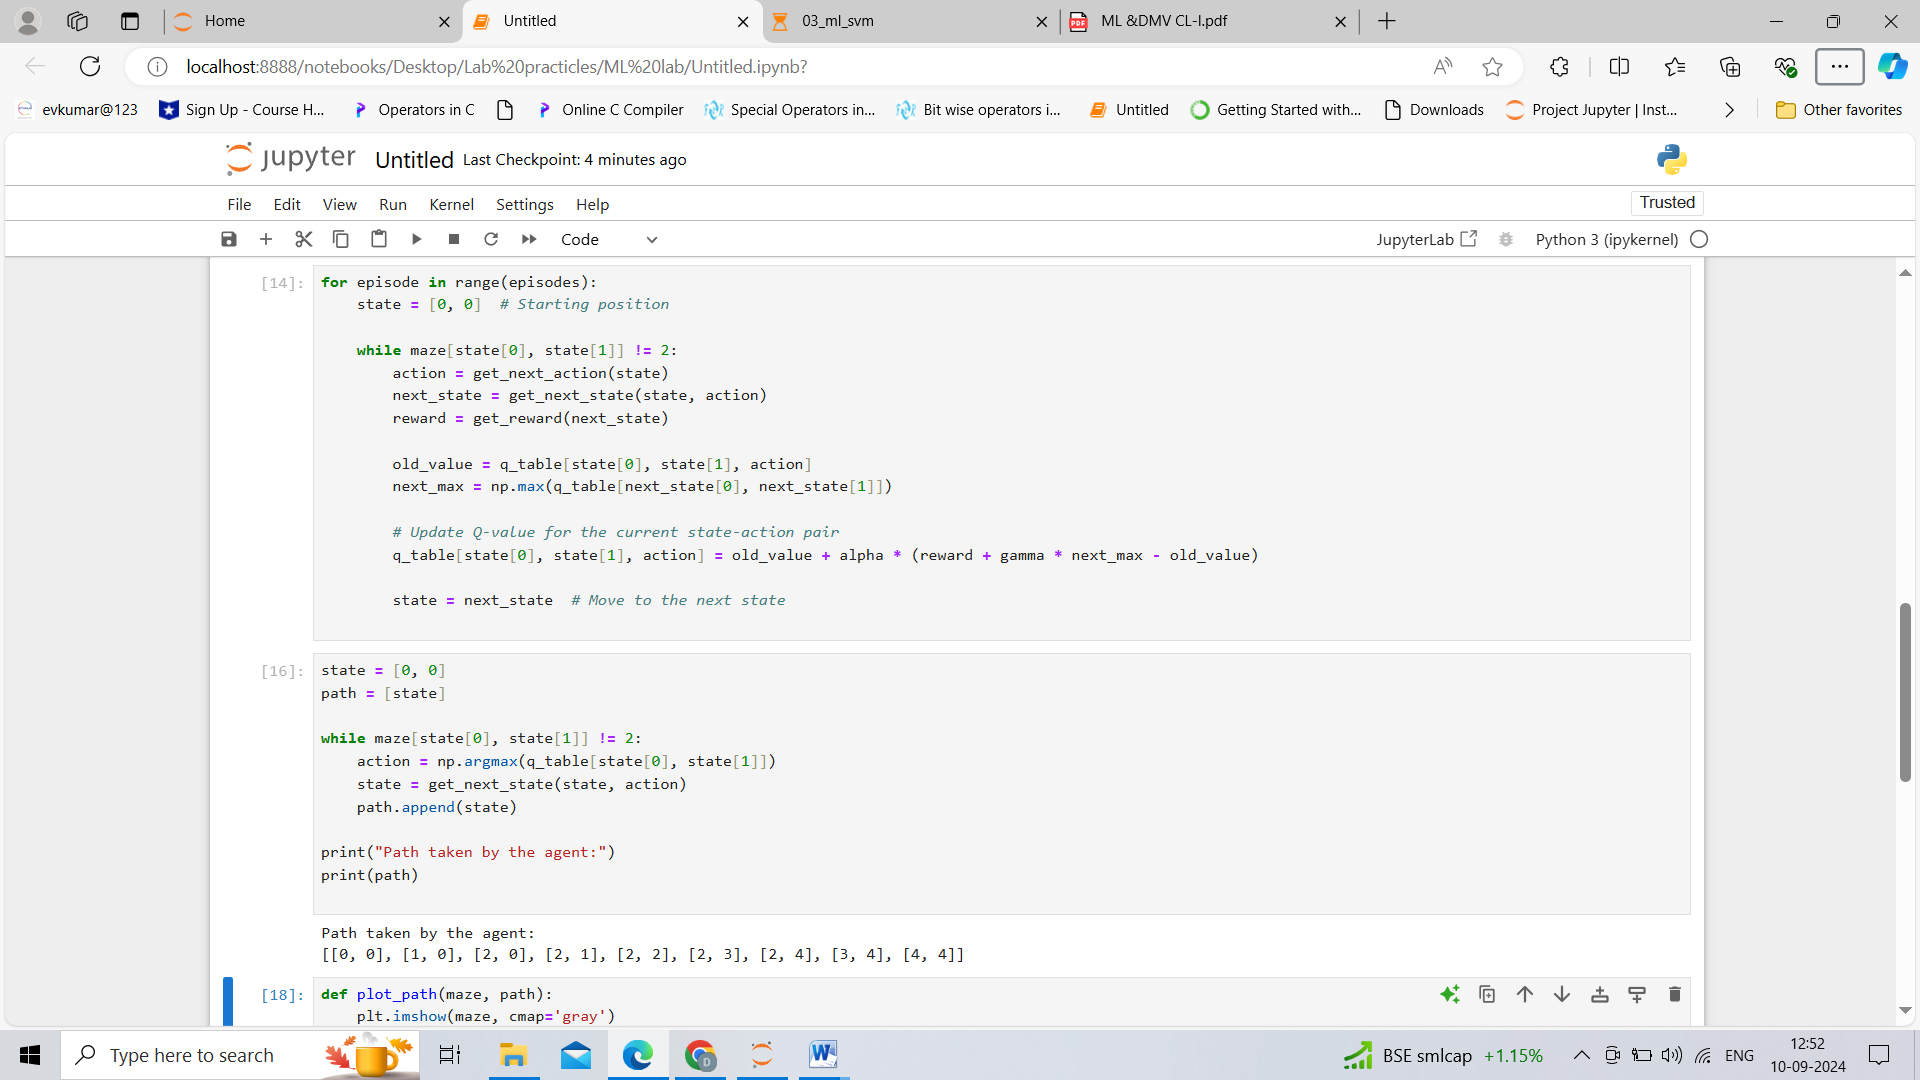 Home
Untitled
03_ml_svm
ML &DMV CL-I.pdf
localhost:8888/notebooks/Desktop/Lab%20practicles/ML%20lab/Untitled.ipynb?
evkumar@123
Sign Up - Course H...
Operators in C
Online C Compiler
Special Operators in...
Bit wise operators i...
Untitled
Getting Started with...
Downloads
Project Jupyter | Inst...
Other favorites
jupyter Untitled Last Checkpoint: 4 minutes ago
File Edit View Run Kernel Settings Help
Trusted
Code
JupyterLab
Python 3 (ipykernel)
[14]: for episode in range(episodes):
    state = [0, 0]  # Starting position
    while maze[state[0], state[1]] != 2:
        action = get_next_action(state)
        next_state = get_next_state(state, action)
        reward = get_reward(next_state)
        old_value = q_table[state[0], state[1], action]
        next_max = np.max(q_table[next_state[0], next_state[1]])
        # Update Q-value for the current state-action pair
        q_table[state[0], state[1], action] = old_value + alpha * (reward + gamma * next_max - old_value)
        state = next_state  # Move to the next state
[16]: state = [0, 0]
path = [state]
while maze[state[0], state[1]] != 2:
    action = np.argmax(q_table[state[0], state[1]])
    state = get_next_state(state, action)
    path.append(state)
print("Path taken by the agent:")
print(path)
Path taken by the agent:
[[0, 0], [1, 0], [2, 0], [2, 1], [2, 2], [2, 3], [2, 4], [3, 4], [4, 4]]
[18]: def plot_path(maze, path):
    plt.imshow(maze, cmap='gray')
Type here to search
BSE smlcap +1.15%
ENG
12:52
10-09-2024